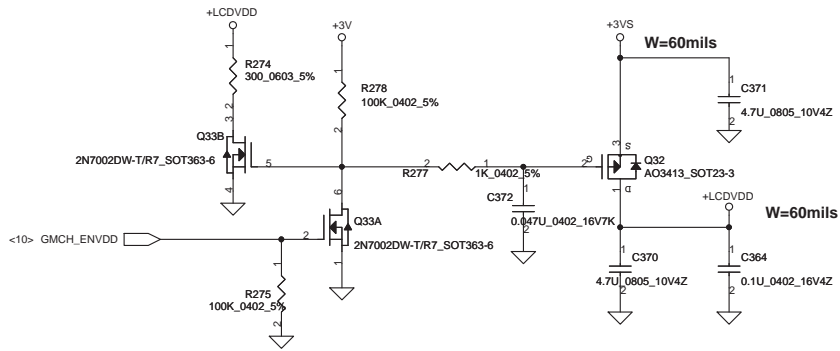 +LCDVDD
+3V
+3VS
W=60mils
1
R274
300_0603_5%
2
1
R278
100K_0402_5%
2
1
C371
4.7U_0805_10V4Z
2
3
Q33B
2N7002DW-T/R7_SOT363-6
5
4
2
R277
1
1K_0402_5%
2
G
3
S
Q32
AO3413_SOT23-3
1
D
C372
1
0.047U_0402_16V7K
2
+LCDVDD
W=60mils
6
Q33A
2N7002DW-T/R7_SOT363-6
<10> GMCH_ENVDD
2
1
1
R275
100K_0402_5%
2
1
C370
4.7U_0805_10V4Z
2
1
C364
0.1U_0402_16V4Z
2